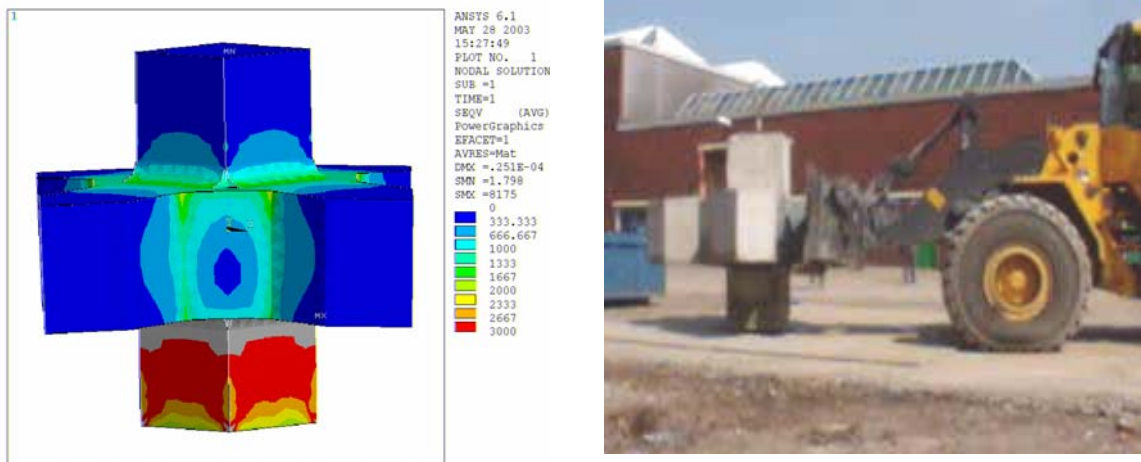 1
ANSYS 6.1
MAY 28 2003
15:27:49
PLOT NO. 1
NODAL SOLUTION
SUB =1
TIME=1
SEQV (AVG)
PowerGraphics
EFACET=1
AVRES=Mat
DMX =.251E-04
SMN =1.798
SMX =8175
0
333.333
666.667
1000
1333
1667
2000
2333
2667
3000
MN
MX